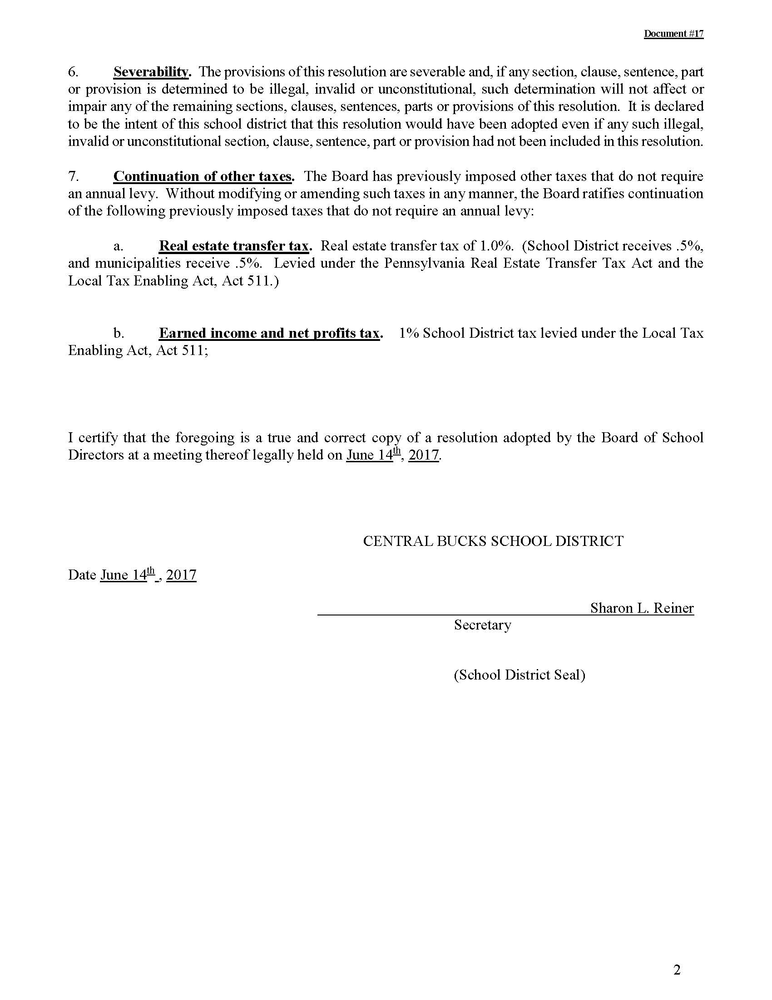 Document #17
6. Severability. The provisions of this resolution are severable and, if any section, clause, sentence, part
or provision is determined to be illegal, invalid or unconstitutional, such determination will not affect or
impair any of the remaining sections, clauses, sentences, parts or provisions of this resolution. It is declared
to be the intent of this school district that this resolution would have been adopted even if any such illegal,
invalid or unconstitutional section, clause, sentence, part or provision had not been included in this resolution.
7. Continuation of other taxes. The Board has previously imposed other taxes that do not require
an annual levy. Without modifying or amending such taxes in any manner, the Board ratifies continuation
of the following previously imposed taxes that do not require an annual levy:
a. Real estate transfer tax. Real estate transfer tax of 1.0%. (School District receives .5%,
and municipalities receive .5%. Levied under the Pennsylvania Real Estate Transfer Tax Act and the
Local Tax Enabling Act, Act 511.)
b. Earned income and net profits tax. 1% School District tax levied under the Local Tax
Enabling Act, Act 511;
I certify that the foregoing is a true and correct copy of a resolution adopted by the Board of School
Directors at a meeting thereof legally held on June 14th, 2017.
CENTRAL BUCKS SCHOOL DISTRICT
Date June 14th , 2017
Sharon L. Reiner
Secretary
(School District Seal)
2